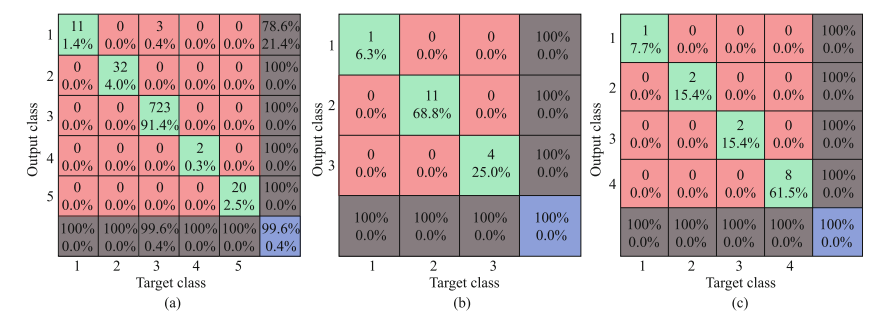 1 11 0 3 0 0 78.6%
1.4% 0.0% 0.4% 0.0% 0.0% 21.4%
2 0 32 0 0 0 100%
0.0% 4.0% 0.0% 0.0% 0.0% 0.0%
3 0 0 723 0 0 100%
0.0% 0.0% 91.4% 0.0% 0.0% 0.0%
4 0 0 0 2 0 100%
0.0% 0.0% 0.0% 0.3% 0.0% 0.0%
5 0 0 0 0 20 100%
0.0% 0.0% 0.0% 0.0% 2.5% 0.0%
100% 100% 99.6% 100% 100% 99.6%
0.0% 0.0% 0.4% 0.0% 0.0% 0.4%
1 2 3 4 5
Output class
Target class
(a)
1 1 0 0 100%
6.3% 0.0% 0.0% 0.0%
2 0 11 0 100%
0.0% 68.8% 0.0% 0.0%
3 0 0 4 100%
0.0% 0.0% 25.0% 0.0%
100% 100% 100% 100%
0.0% 0.0% 0.0% 0.0%
1 2 3
Output class
Target class
(b)
1 1 0 0 0 100%
7.7% 0.0% 0.0% 0.0% 0.0%
2 0 2 0 0 100%
0.0% 15.4% 0.0% 0.0% 0.0%
3 0 0 2 0 100%
0.0% 0.0% 15.4% 0.0% 0.0%
4 0 0 0 8 100%
0.0% 0.0% 0.0% 61.5% 0.0%
100% 100% 100% 100% 100%
0.0% 0.0% 0.0% 0.0% 0.0%
1 2 3 4
Output class
Target class
(c)